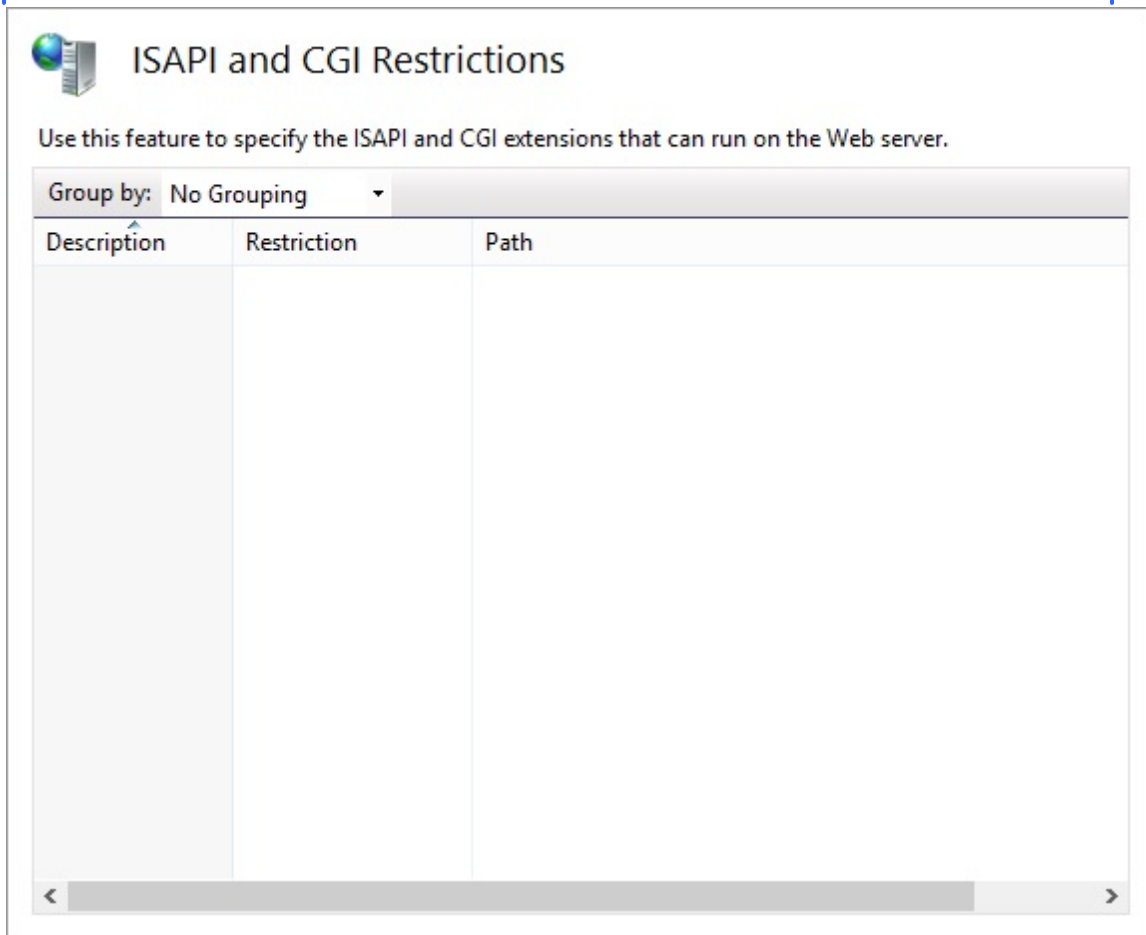 ISAPI and CGI Restrictions
Use this feature to specify the ISAPI and CGI extensions that can run on the Web server.
Group by: No Grouping
Description Restriction Path